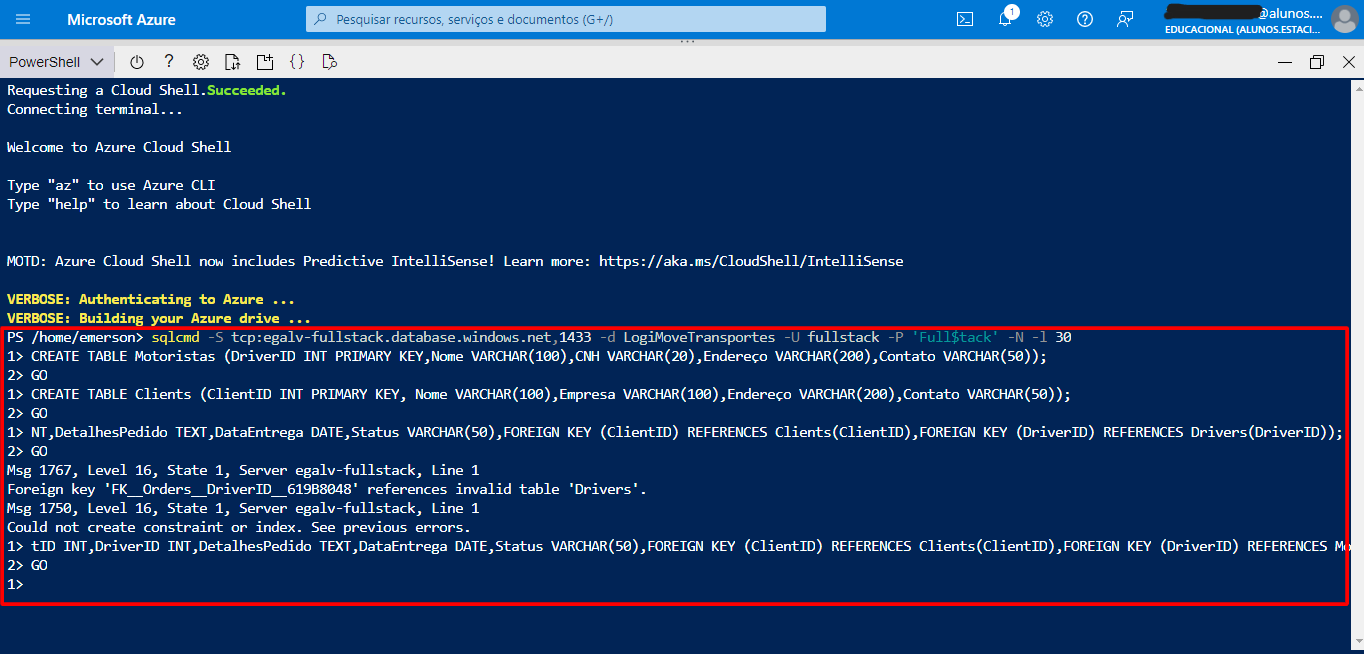 Microsoft Azure
Pesquisar recursos, serviços e documentos (G+/)
1
@alunos....
EDUCACIONAL (ALUNOS.ESTACI...
PowerShell
Requesting a Cloud Shell.Succeeded.
Connecting terminal...
Welcome to Azure Cloud Shell
Type "az" to use Azure CLI
Type "help" to learn about Cloud Shell
MOTD: Azure Cloud Shell now includes Predictive IntelliSense! Learn more: https://aka.ms/CloudShell/IntelliSense
VERBOSE: Authenticating to Azure ...
VERBOSE: Building your Azure drive ...
PS /home/emerson> sqlcmd -S tcp:egalv-fullstack.database.windows.net,1433 -d LogiMoveTransportes -U fullstack -P 'Full$tack' -N -l 30
1> CREATE TABLE Motoristas (DriverID INT PRIMARY KEY,Nome VARCHAR(100),CNH VARCHAR(20),Endereço VARCHAR(200),Contato VARCHAR(50));
2> GO
1> CREATE TABLE Clients (ClientID INT PRIMARY KEY, Nome VARCHAR(100),Empresa VARCHAR(100),Endereço VARCHAR(200),Contato VARCHAR(50));
2> GO
1> NT,DetalhesPedido TEXT,DataEntrega DATE,Status VARCHAR(50),FOREIGN KEY (ClientID) REFERENCES Clients(ClientID),FOREIGN KEY (DriverID) REFERENCES Drivers(DriverID));
2> GO
Msg 1767, Level 16, State 1, Server egalv-fullstack, Line 1
Foreign key 'FK__Orders__DriverID__619B8048' references invalid table 'Drivers'.
Msg 1750, Level 16, State 1, Server egalv-fullstack, Line 1
Could not create constraint or index. See previous errors.
1> tID INT,DriverID INT,DetalhesPedido TEXT,DataEntrega DATE,Status VARCHAR(50),FOREIGN KEY (ClientID) REFERENCES Clients(ClientID),FOREIGN KEY (DriverID) REFERENCES Mo
2> GO
1>